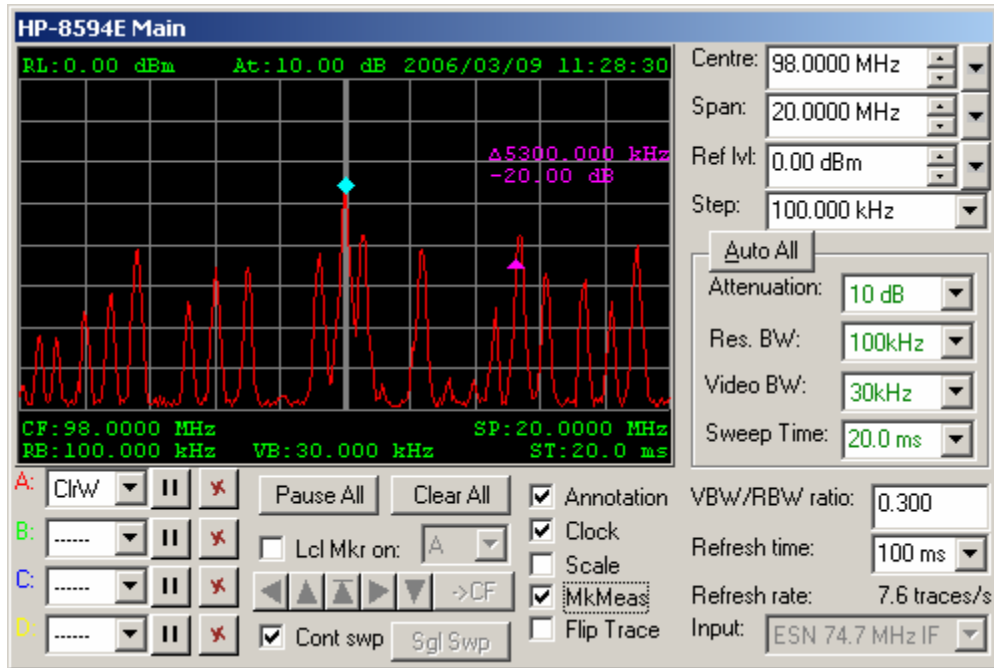 HP-8594E Main
RL:0.00 dBm At:10.00 dB 2006/03/09 11:28:30
Δ5300.000 kHz
-20.00 dB
CF:98.0000 MHz SP:20.0000 MHz
RB:100.000 kHz VB:30.000 kHz ST:20.0 ms
Centre: 98.0000 MHz
Span: 20.0000 MHz
Ref lvl: 0.00 dBm
Step: 100.000 kHz
Auto All
Attenuation: 10 dB
Res. BW: 100kHz
Video BW: 30kHz
Sweep Time: 20.0 ms
A: ClrW
B: ------
C: ------
D: ------
Pause All Clear All
Lcl Mkr on: A
->CF
Cont swp Sgl Swp
Annotation
Clock
Scale
MkMeas
Flip Trace
VBW/RBW ratio: 0.300
Refresh time: 100 ms
Refresh rate: 7.6 traces/s
Input: ESN 74.7 MHz IF